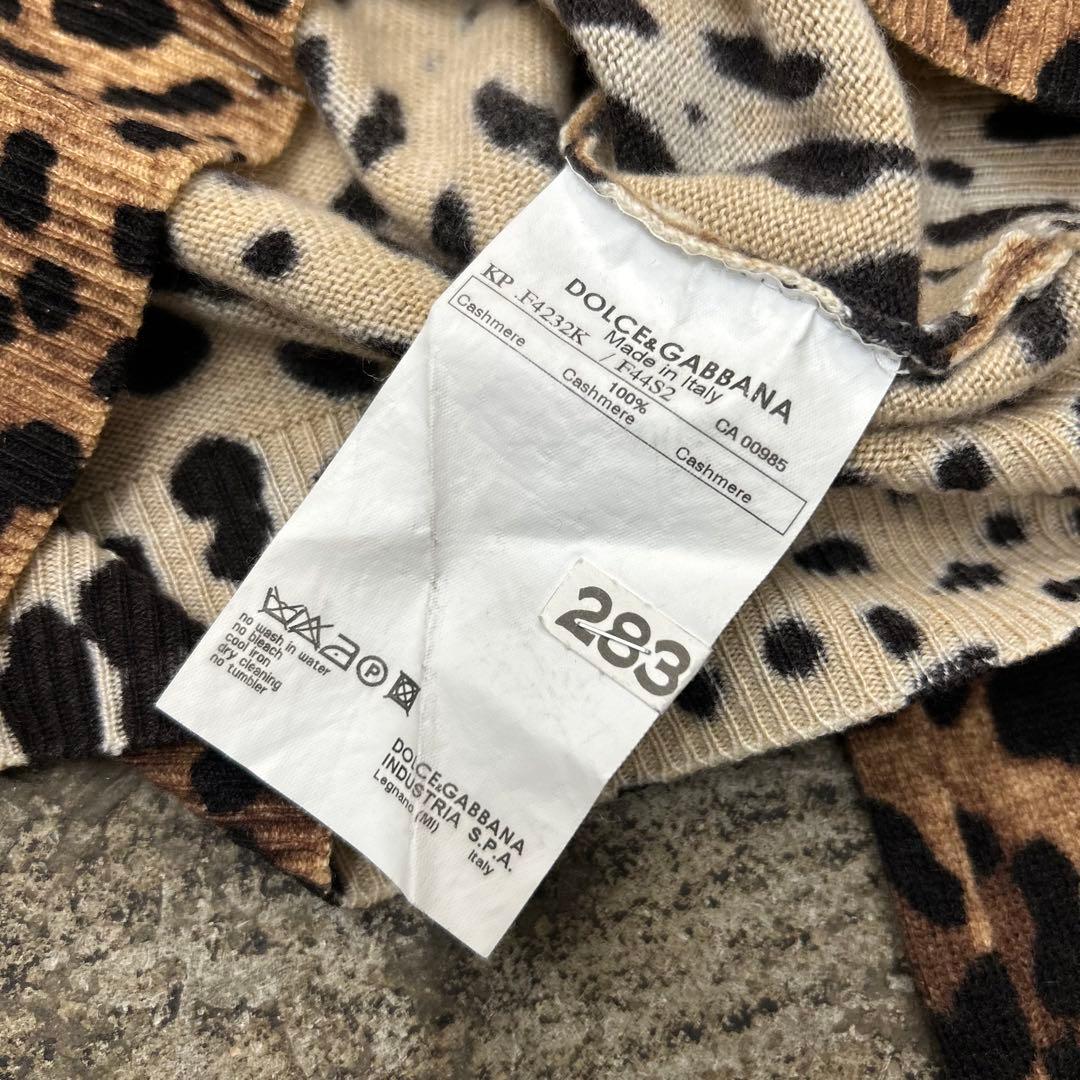 DOLCE&GABBANA
Made in Italy
KP .F4232K /F44S2 CA 00985
100%
Cashmere Cashmere Cashmere
283
no wash in water
no bleach
cool iron
dry cleaning
no tumbler
P
DOLCE&GABBANA
INDUSTRIA S.P.A.
Legnano (MI) Italy